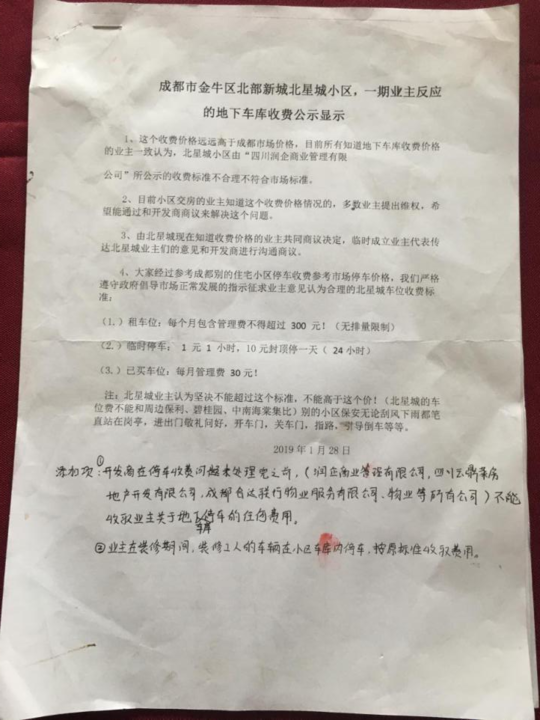 成都市金牛区北部新城北星城小区，一期业主反应
的地下车库收费公示显示
1、这个收费价格远远高于成都市场价格，目前所有知道地下车库收费价格
的业主一致认为，北星城小区由“四川润企商业管理有限
公司”所公示的收费标准不合理不符合市场标准。
2、目前小区交房的业主知道这个收费价格情况的，多数业主提出维权，希
望能通过和开发商商议来解决这个问题。
3、由北星城现在知道收费价格的业主共同商议决定，临时成立业主代表传
达北星城业主们的意见和开发商进行沟通商议。
4、大家经过参考成都别的住宅小区停车收费参考市场停车价格，我们严格
遵守政府倡导市场正常发展的指示征求业主意见认为合理的北星城车位收费标
准：
（1、）租车位：每个月包含管理费不得超过 300 元！（无排量限制）
（2、）临时停车：1 元 1 小时，10 元封顶停一天（ 24 小时）
（3、）已买车位：每月管理费 30 元！
注：北星城业主认为坚决不能超过这个标准，不能高于这个价！（北星城的车
位费不能和周边保利、碧桂园、中南海棠集比）别的小区保安无论刮风下雨都笔
直站在岗亭，进出门敬礼问好，开车门，关车门，指路，引导倒车等等。
2019 年 1 月 28 日
添加项：①开发商在停车收费问题未处理完之前，（润企商业管理有限公司，四川
地产开发有限公司，成都 物业服务有限公司、物业等所有公司）不能
收取业主关于地下车库停车的任何费用。
②业主在装修期间，装修工人的车辆在小区车库内停车，按原标准收取费用。